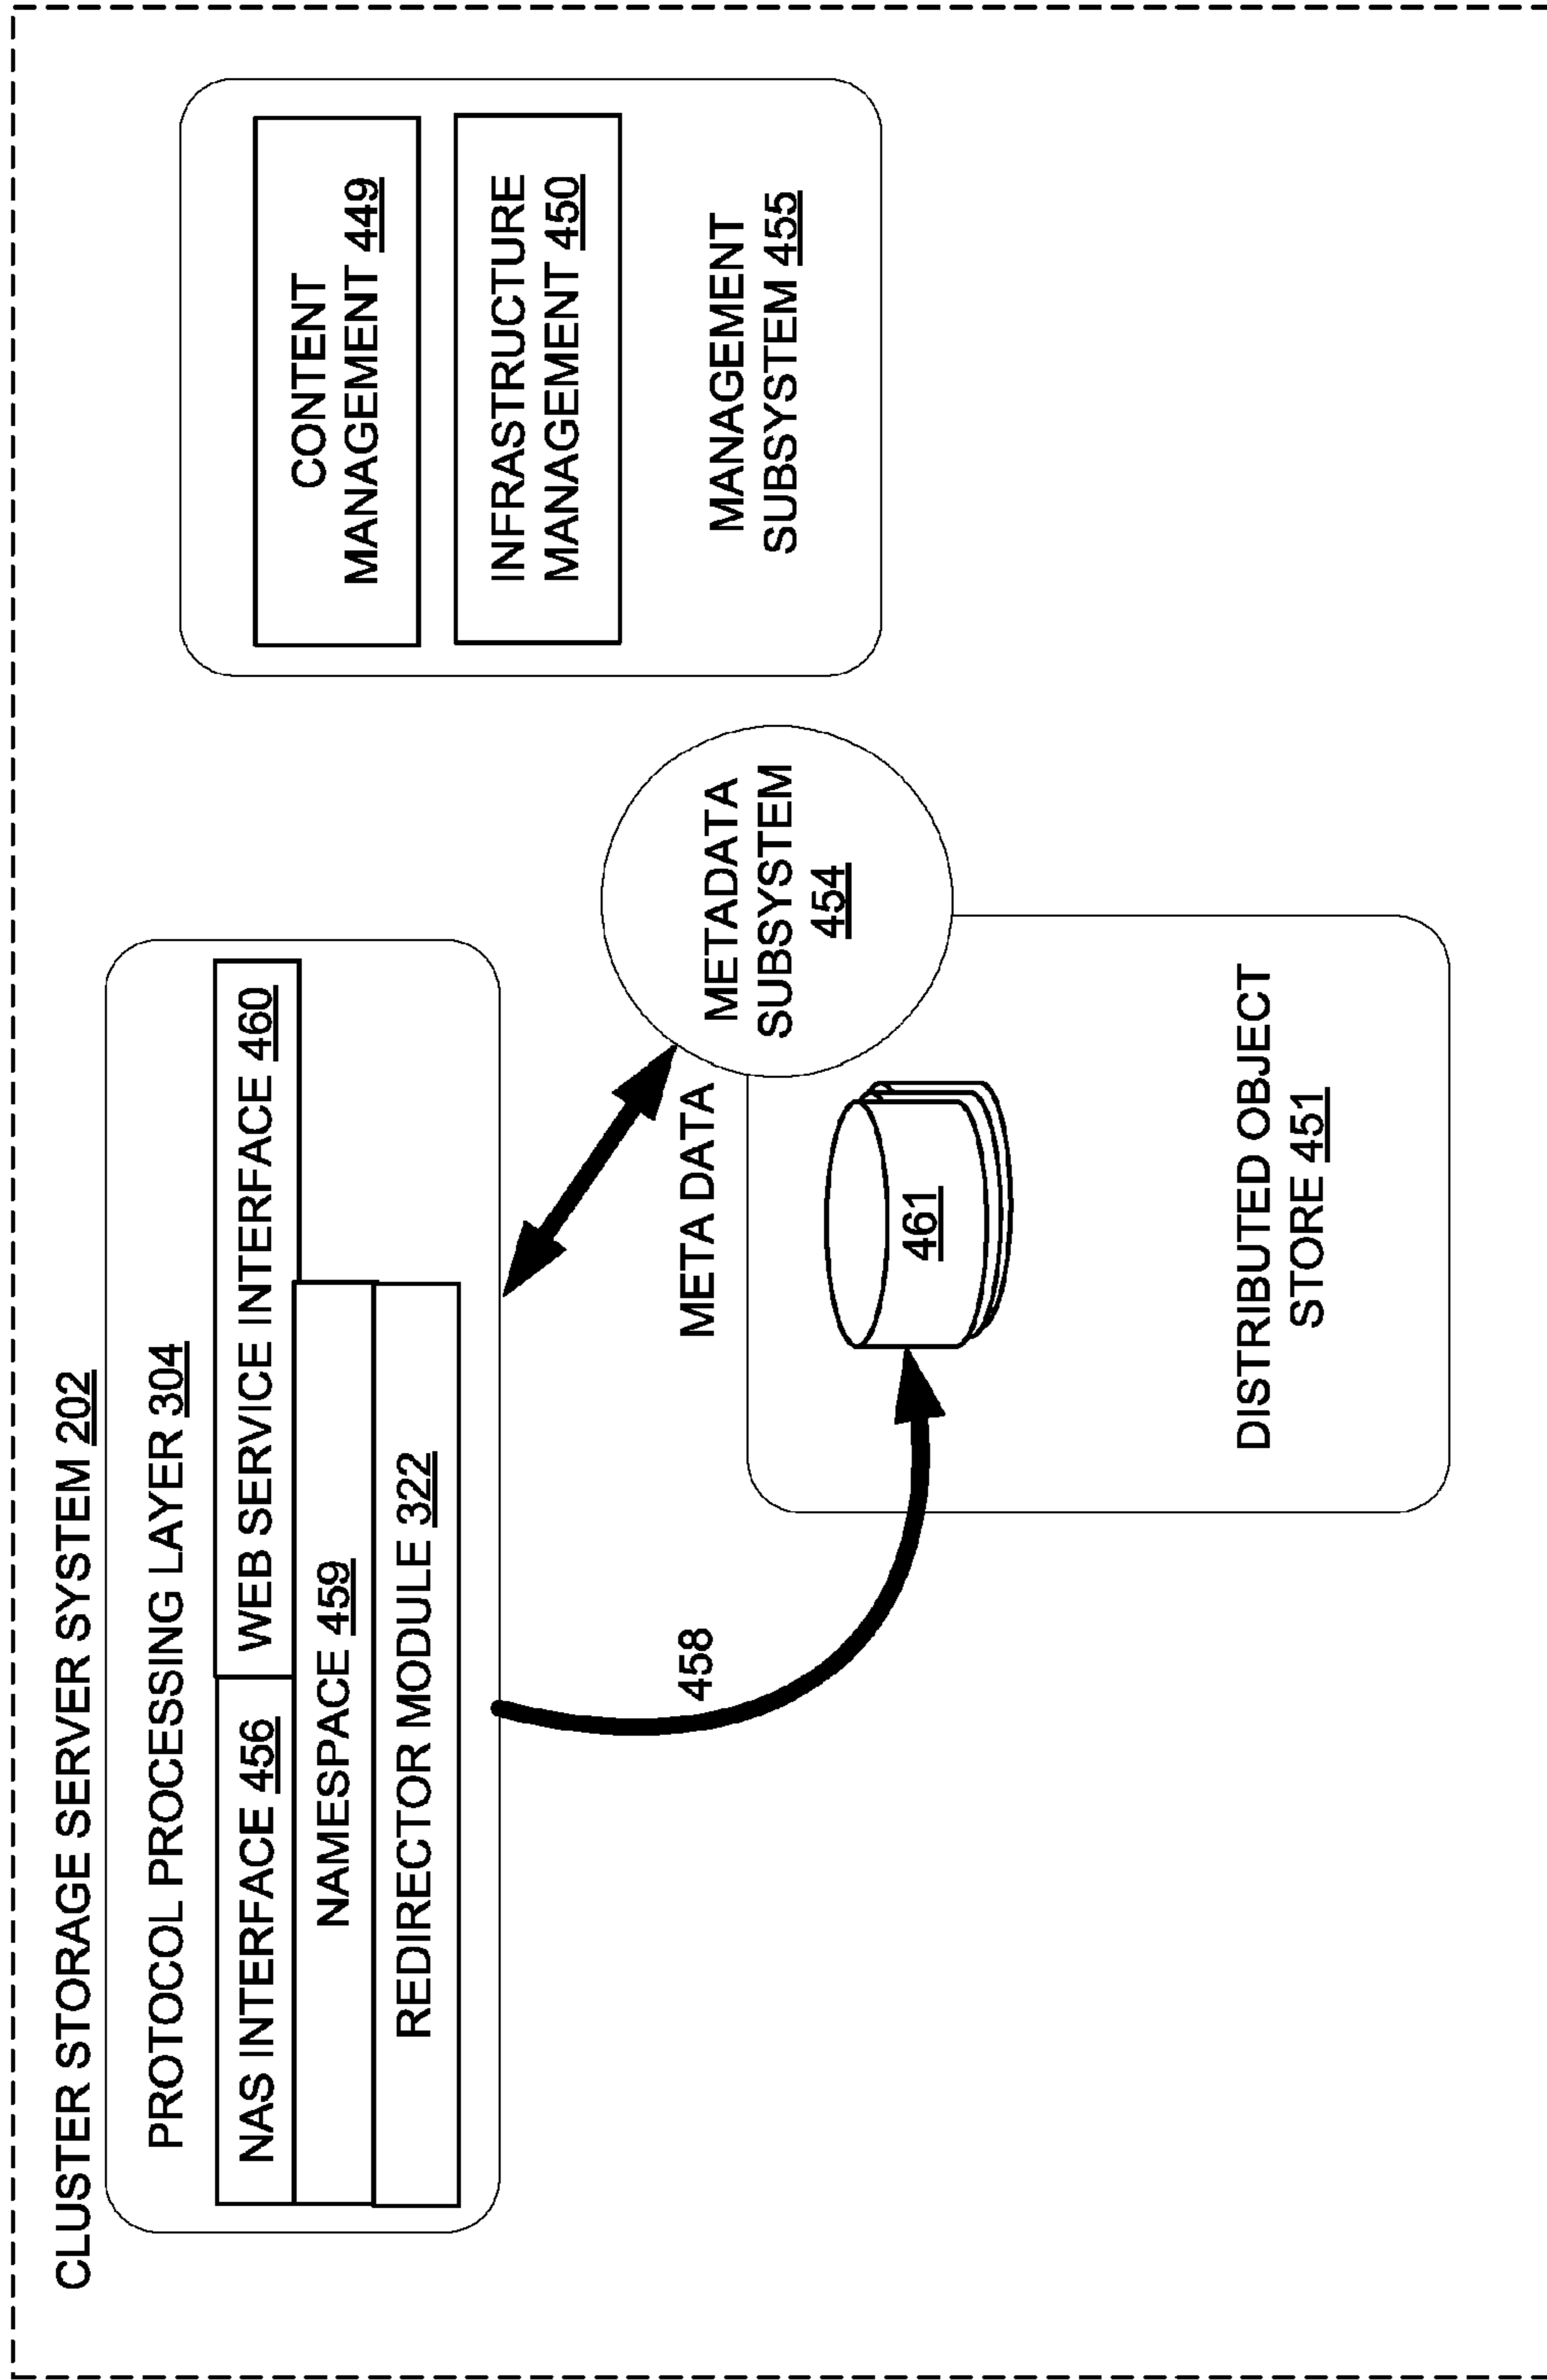 CLUSTER STORAGE SERVER SYSTEM 202
PROTOCOL PROCESSING LAYER 304
NAS INTERFACE 456
WEB SERVICE INTERFACE 460
NAMESPACE 459
REDIRECTOR MODULE 322
CONTENT
MANAGEMENT 449
INFRASTRUCTURE
MANAGEMENT 450
MANAGEMENT
SUBSYSTEM 455
458
META DATA
METADATA
SUBSYSTEM
454
461
DISTRIBUTED OBJECT
STORE 451